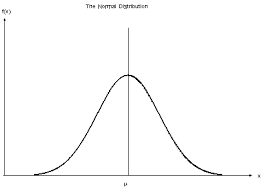 The Normal Distribution
f(x)
x
μ